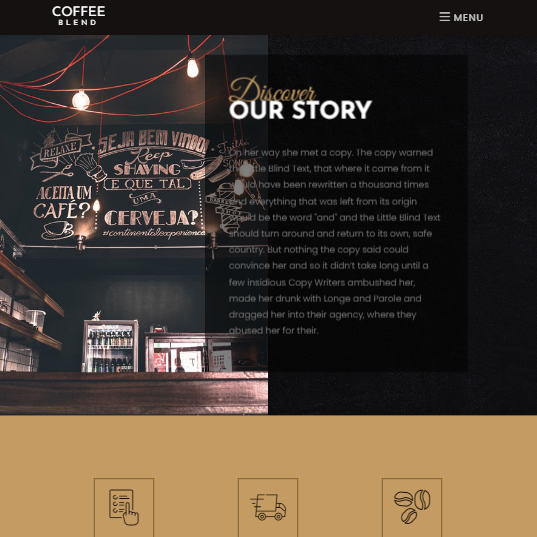 COFFEE
BLEND
MENU
Discover
OUR STORY
On her way she met a copy. The copy warned
the Little Blind Text, that where it came from it
would have been rewritten a thousand times
and everything that was left from its origin
would be the word "and" and the Little Blind Text
should turn around and return to its own, safe
country. But nothing the copy said could
convince her and so it didn't take long until a
few insidious Copy Writers ambushed her,
made her drunk with Longe and Parole and
dragged her into their agency, where they
abused her for their.
RELAXE
SEJA BEM VINDO!
Keep
SHAVING
ACEITA UM
CAFÉ?
E QUE TAL
UMA
CERVEJA?